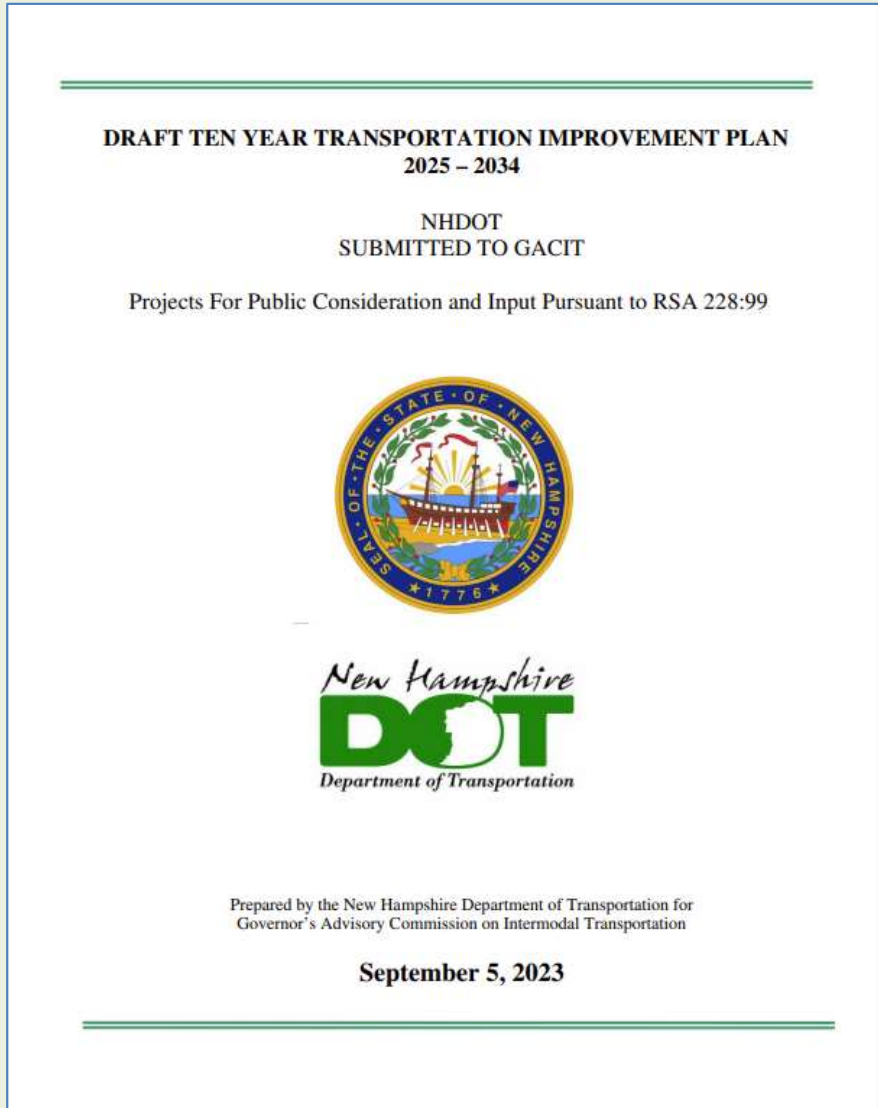 DRAFT TEN YEAR TRANSPORTATION IMPROVEMENT PLAN
2025 – 2034
NHDOT
SUBMITTED TO GACIT
Projects For Public Consideration and Input Pursuant to RSA 228:99
SEAL · OF · THE · STATE · OF · NEW HAMPSHIRE
1776
New Hampshire
DOT
Department of Transportation
Prepared by the New Hampshire Department of Transportation for
Governor's Advisory Commission on Intermodal Transportation
September 5, 2023